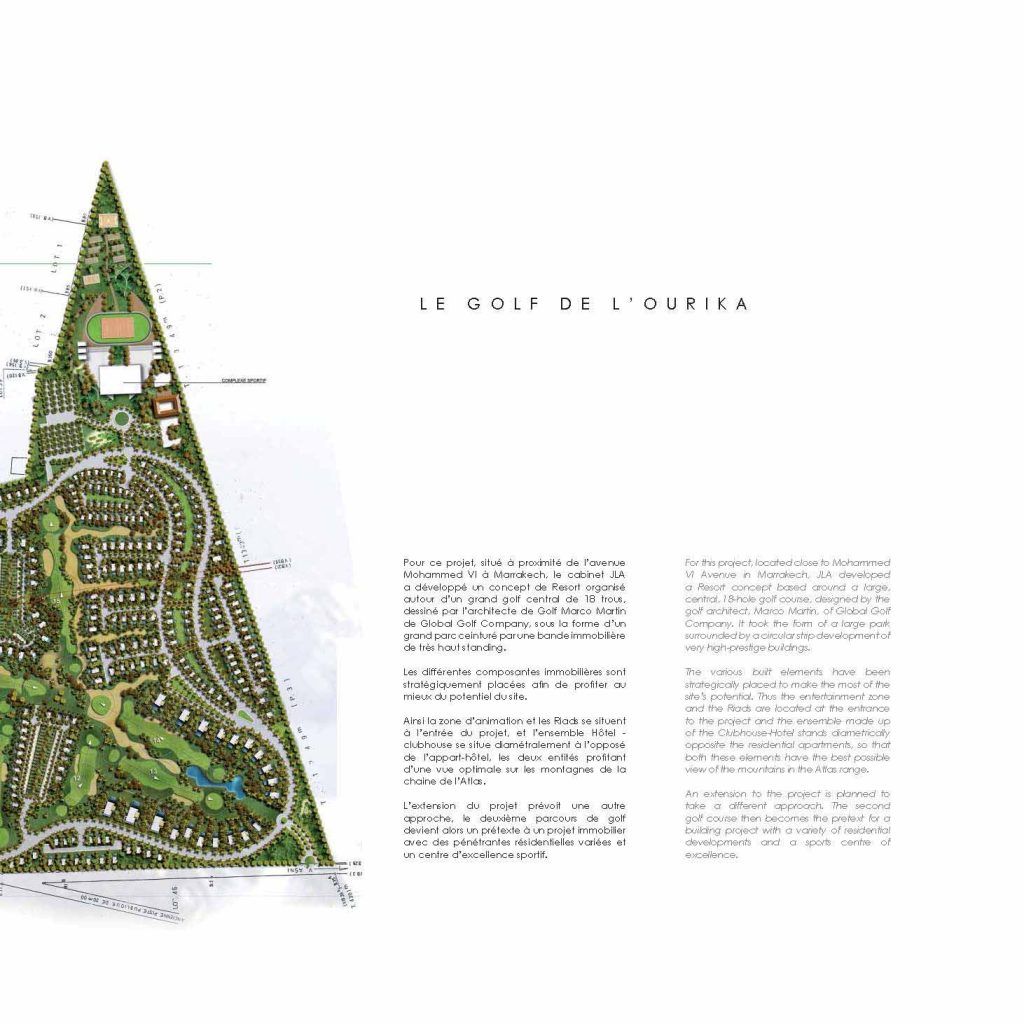 LE GOLF DE L'OURIKA
LOT 1
LOT 2
COMPLEXE SPORTIF
Pour ce projet, situé à proximité de l'avenue
Mohammed VI à Marrakech, le cabinet JLA
a développé un concept de Resort organisé
autour d'un grand golf central de 18 trous,
dessiné par l'architecte de Golf Marco Martin
de Global Golf Company, sous la forme d'un
grand parc ceinturé par une bande immobilière
de très haut standing.
Les différentes composantes immobilières sont
stratégiquement placées afin de profiter au
mieux du potentiel du site.
Ainsi la zone d'animation et les Riads se situent
à l'entrée du projet, et l'ensemble Hôtel -
clubhouse se situe diamétralement à l'opposé
de l'appart-hôtel, les deux entités profitant
d'une vue optimale sur les montagnes de la
chaine de l'Atlas.
L'extension du projet prévoit une autre
approche, le deuxième parcours de golf
devient alors un prétexte à un projet immobilier
avec des pénétrantes résidentielles variées et
un centre d'excellence sportif.
For this project, located close to Mohammed
VI Avenue in Marrakech, JLA developed
a Resort concept based around a large,
central, 18-hole golf course, designed by the
golf architect, Marco Martin, of Global Golf
Company. It took the form of a large park
surrounded by a circular strip development of
very high-prestige buildings.
The various built elements have been
strategically placed to make the most of the
site's potential. Thus the entertainment zone
and the Riads are located at the entrance
to the project and the ensemble made up
of the Clubhouse-Hotel stands diametrically
opposite the residential apartments, so that
both these elements have the best possible
view of the mountains in the Atlas range.
An extension to the project is planned to
take a different approach. The second
golf course then becomes the pretext for a
building project with a variety of residential
developments and a sports centre of
excellence.
V. ASNI